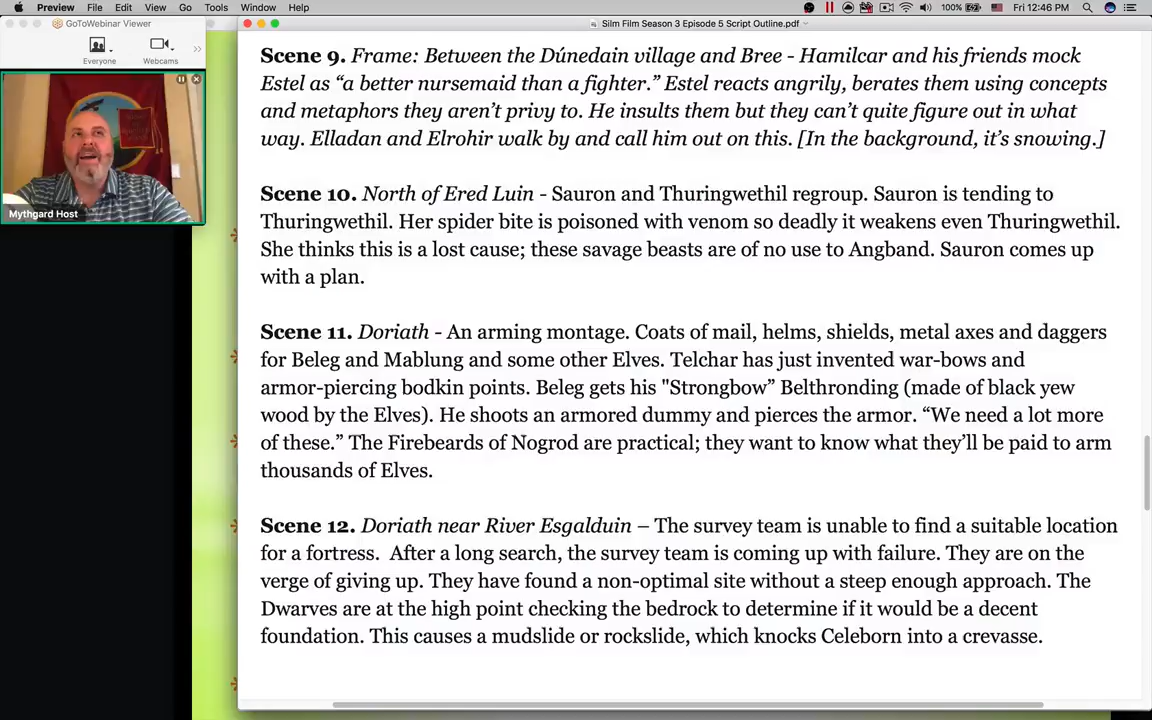 Preview File Edit View Go Tools Window Help 100% Fri 12:46 PM
GoToWebinar Viewer
Everyone Webcams
Mythgard Host
Silm Film Season 3 Episode 5 Script Outline.pdf
Scene 9. Frame: Between the Dúnedain village and Bree - Hamilcar and his friends mock
Estel as “a better nursemaid than a fighter.” Estel reacts angrily, berates them using concepts
and metaphors they aren’t privy to. He insults them but they can’t quite figure out in what
way. Elladan and Elrohir walk by and call him out on this. [In the background, it’s snowing.]
Scene 10. North of Ered Luin - Sauron and Thuringwethil regroup. Sauron is tending to
Thuringwethil. Her spider bite is poisoned with venom so deadly it weakens even Thuringwethil.
She thinks this is a lost cause; these savage beasts are of no use to Angband. Sauron comes up
with a plan.
Scene 11. Doriath - An arming montage. Coats of mail, helms, shields, metal axes and daggers
for Beleg and Mablung and some other Elves. Telchar has just invented war-bows and
armor-piercing bodkin points. Beleg gets his "Strongbow” Belthronding (made of black yew
wood by the Elves). He shoots an armored dummy and pierces the armor. “We need a lot more
of these.” The Firebeards of Nogrod are practical; they want to know what they’ll be paid to arm
thousands of Elves.
Scene 12. Doriath near River Esgalduin – The survey team is unable to find a suitable location
for a fortress. After a long search, the survey team is coming up with failure. They are on the
verge of giving up. They have found a non-optimal site without a steep enough approach. The
Dwarves are at the high point checking the bedrock to determine if it would be a decent
foundation. This causes a mudslide or rockslide, which knocks Celeborn into a crevasse.